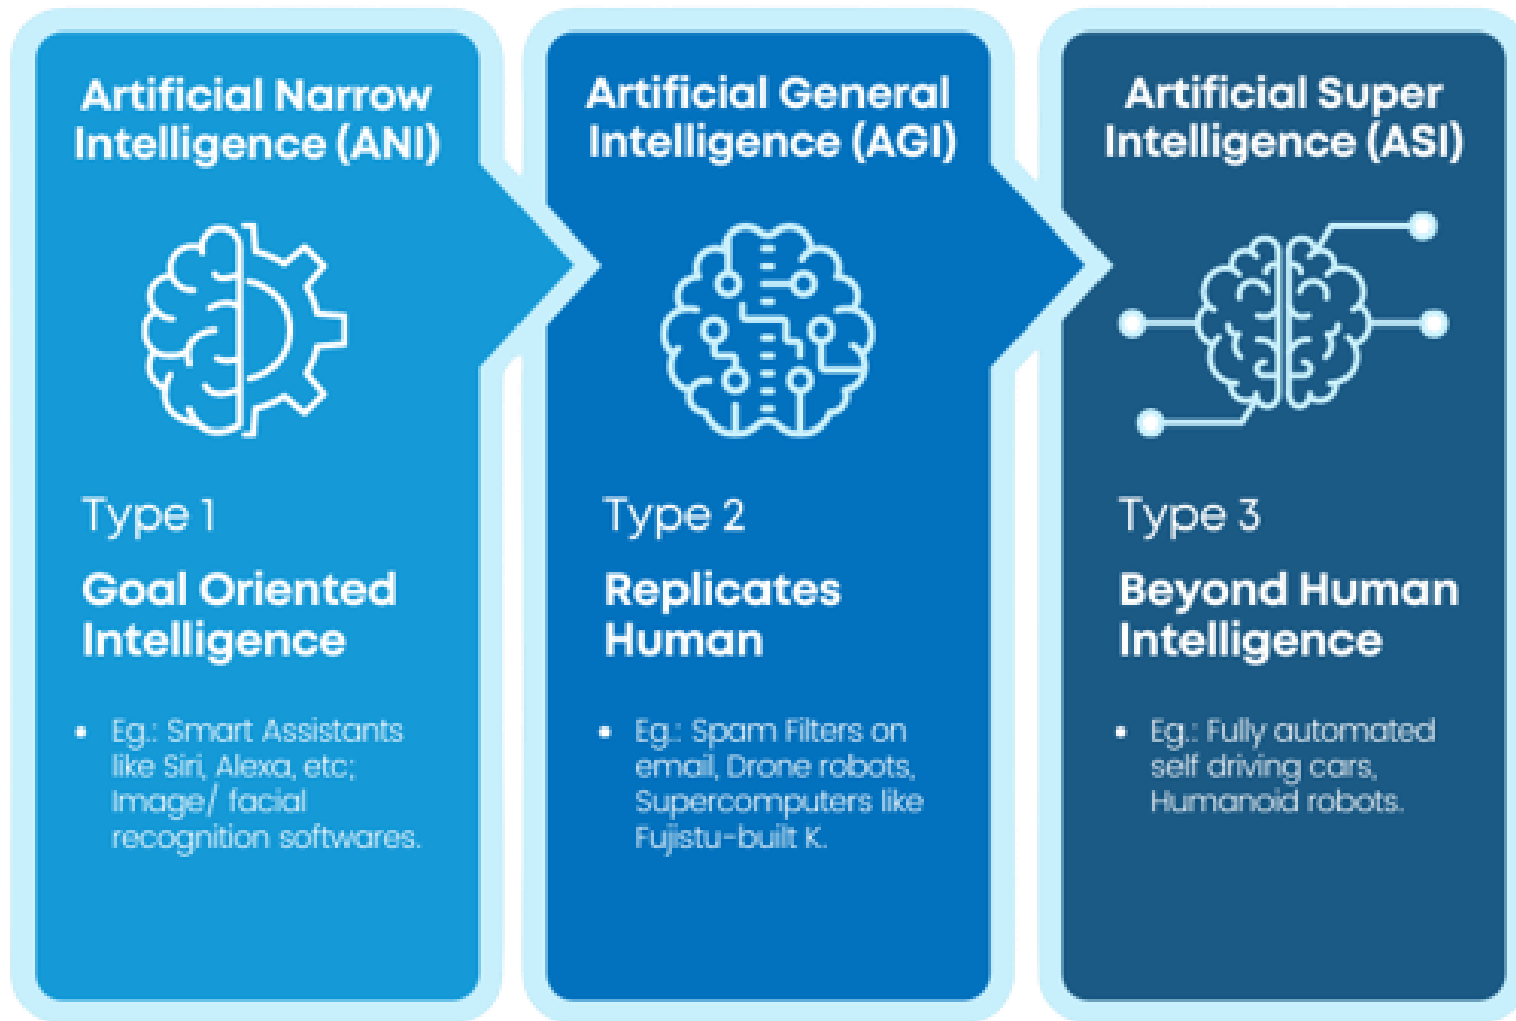 Artificial Narrow
Intelligence (ANI)
Type 1
Goal Oriented
Intelligence
• Eg.: Smart Assistants
like Siri, Alexa, etc;
Image/ facial
recognition softwares.
Artificial General
Intelligence (AGI)
Type 2
Replicates
Human
• Eg.: Spam Filters on
email, Drone robots,
Supercomputers like
Fujistu-built K.
Artificial Super
Intelligence (ASI)
Type 3
Beyond Human
Intelligence
• Eg.: Fully automated
self driving cars,
Humanoid robots.